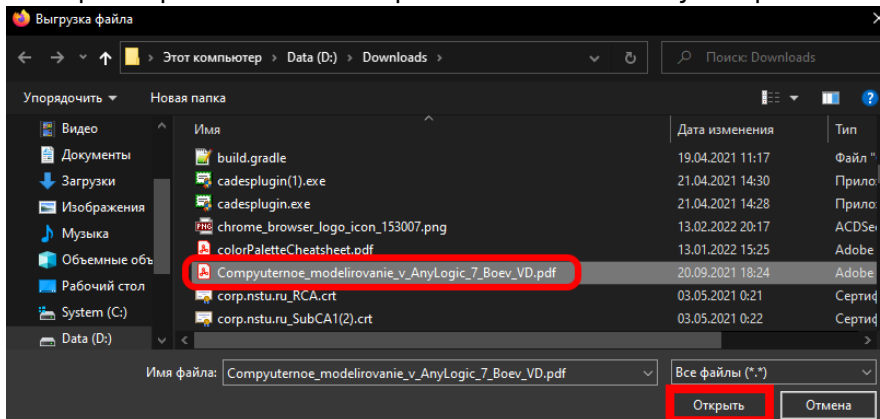 Выгрузка файла
Этот компьютер > Data (D:) > Downloads >
Поиск: Downloads
Упорядочить
Новая папка
Имя
Дата изменения
Тип
Видео
Документы
Загрузки
Изображения
Музыка
Объемные объ
Рабочий стол
System (C:)
Data (D:)
build.gradle 19.04.2021 11:17 Файл "
cadesplugin(1).exe 21.04.2021 14:30 Прило
cadesplugin.exe 21.04.2021 14:28 Прило
chrome_browser_logo_icon_153007.png 13.02.2022 20:17 ACDSe
colorPaletteCheatsheet.pdf 13.01.2022 15:25 Adobe
Compyuternoe_modelirovanie_v_AnyLogic_7_Boev_VD.pdf 20.09.2021 18:24 Adobe
corp.nstu.ru_RCA.crt 03.05.2021 0:21 Сертиф
corp.nstu.ru_SubCA1(2).crt 03.05.2021 0:22 Сертиф
Имя файла: Compyuternoe_modelirovanie_v_AnyLogic_7_Boev_VD.pdf
Все файлы (*.*)
Открыть
Отмена